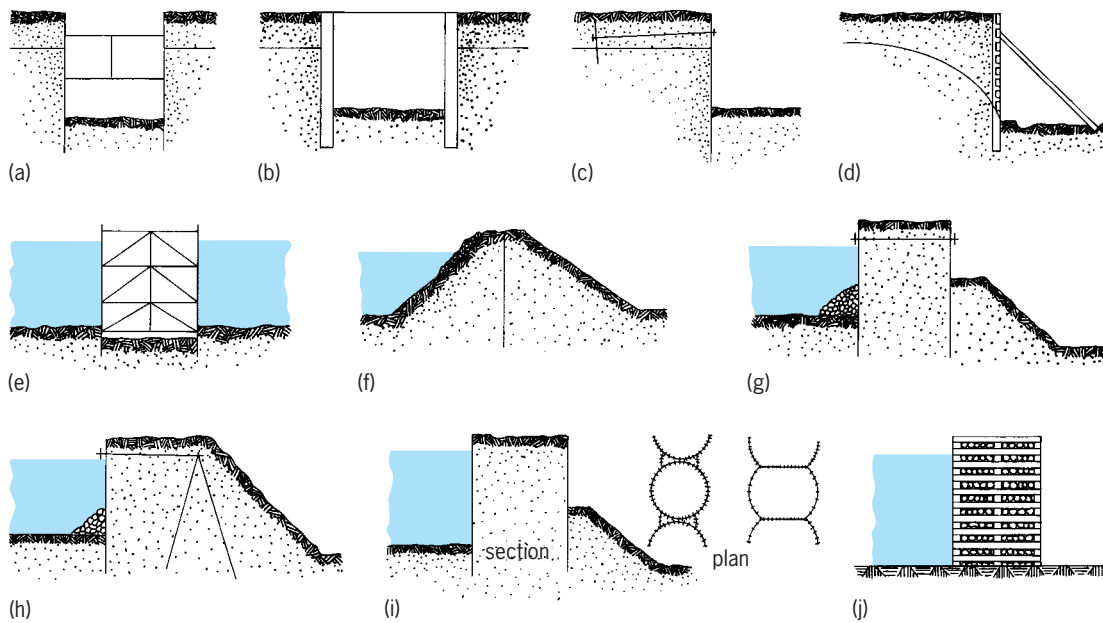 (a)
(b)
(c)
(d)
(e)
(f)
(g)
section
plan
(h)
(i)
(j)